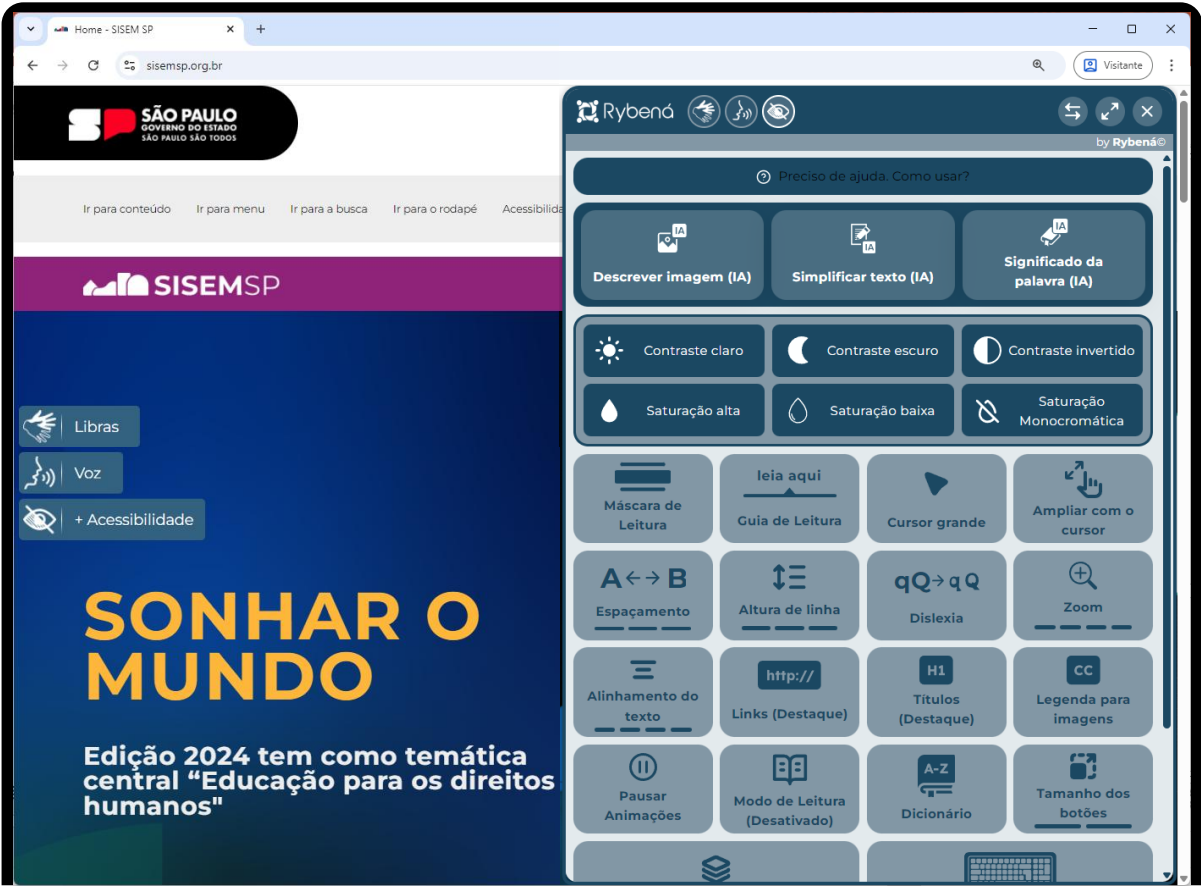 Home - SISEM SP
sisemsp.org.br
Visitante
SÃO PAULO
GOVERNO DO ESTADO
SÃO PAULO SÃO TODOS
Ir para conteúdo
Ir para menu
Ir para a busca
Ir para o rodapé
Acessibilida
SISEMSP
Libras
Voz
+ Acessibilidade
SONHAR O
MUNDO
Edição 2024 tem como temática
central “Educação para os direitos
humanos"
Rybená
by Rybená©
Preciso de ajuda. Como usar?
IA
Descrever imagem (IA)
IA
Simplificar texto (IA)
IA
Significado da
palavra (IA)
Contraste claro
Contraste escuro
Contraste invertido
Saturação alta
Saturação baixa
Saturação
Monocromática
Máscara de
Leitura
leia aqui
Guia de Leitura
Cursor grande
Ampliar com o
cursor
A ←→ B
Espaçamento
Altura de linha
qQ→qQ
Dislexia
Zoom
Alinhamento do
texto
http://
Links (Destaque)
H1
Títulos
(Destaque)
CC
Legenda para
imagens
Pausar
Animações
Modo de Leitura
(Desativado)
A-Z
Dicionário
Tamanho dos
botões